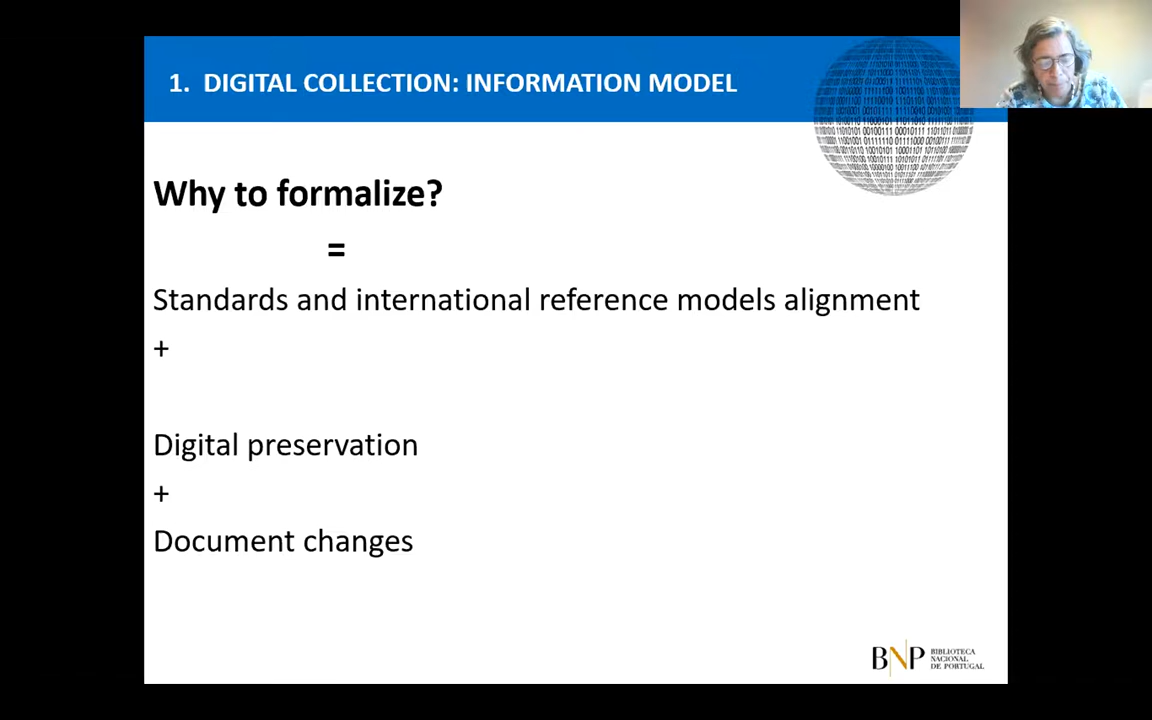 1. DIGITAL COLLECTION: INFORMATION MODEL
Why to formalize?
=
Standards and international reference models alignment
+
Digital preservation
+
Document changes
BNP BIBLIOTECA
NACIONAL
DE PORTUGAL